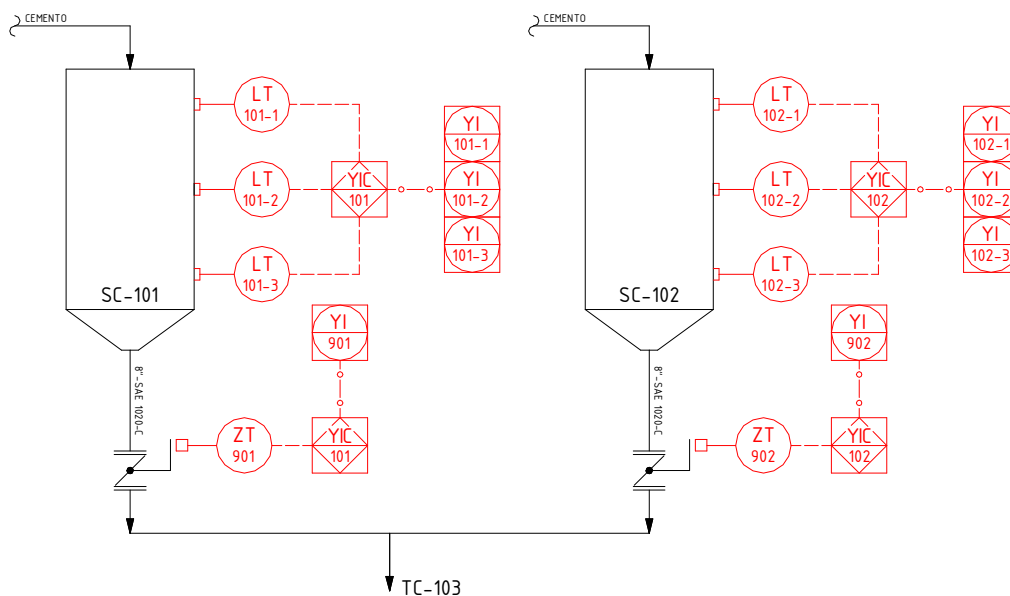 CEMENTO
LT
101-1
LT
101-2
LT
101-3
YIC
101
YI
101-1
YI
101-2
YI
101-3
SC-101
8"-SAE 1020-C
YI
901
ZT
901
YIC
101
CEMENTO
LT
102-1
LT
102-2
LT
102-3
YIC
102
YI
102-1
YI
102-2
YI
102-3
SC-102
8"-SAE 1020-C
YI
902
ZT
902
YIC
102
TC-103